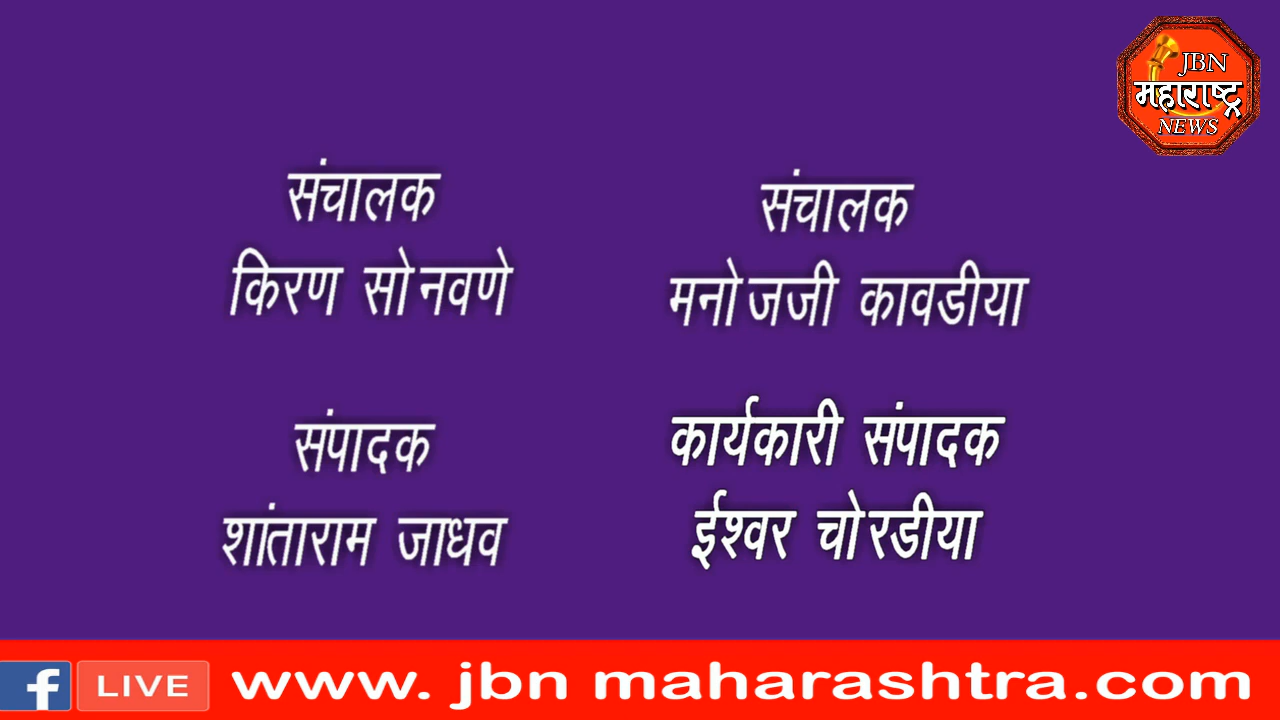 JBN
महाराष्ट्र
NEWS
संचालक
किरण सोनवणे
संचालक
मनोजजी कावडीया
संपादक
शांताराम जाधव
कार्यकारी संपादक
ईश्वर चोरडीया
f LIVE www. jbn maharashtra.com